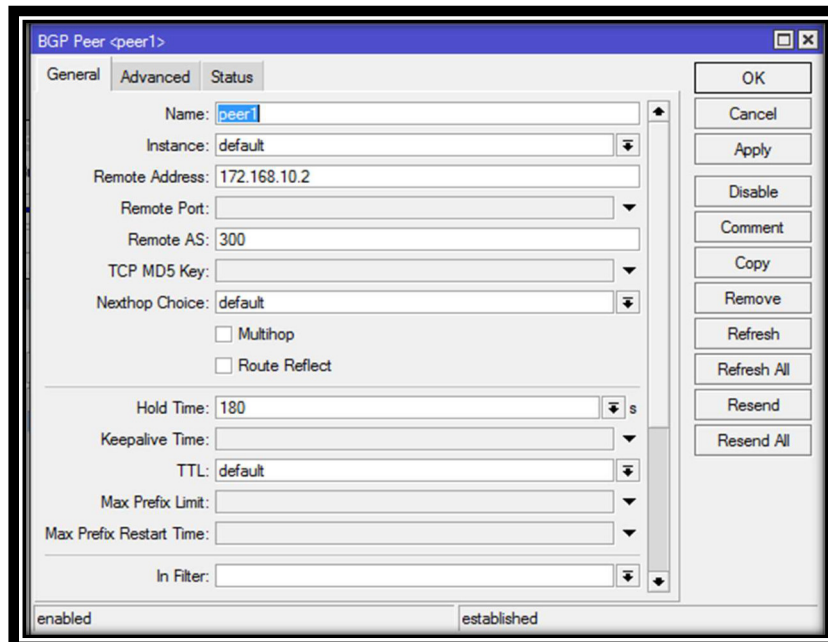 BGP Peer <peer1>
General Advanced Status
Name: peer1
Instance: default
Remote Address: 172.168.10.2
Remote Port:
Remote AS: 300
TCP MD5 Key:
Nexthop Choice: default
Multihop
Route Reflect
Hold Time: 180 s
Keepalive Time:
TTL: default
Max Prefix Limit:
Max Prefix Restart Time:
In Filter:
OK
Cancel
Apply
Disable
Comment
Copy
Remove
Refresh
Refresh All
Resend
Resend All
enabled established